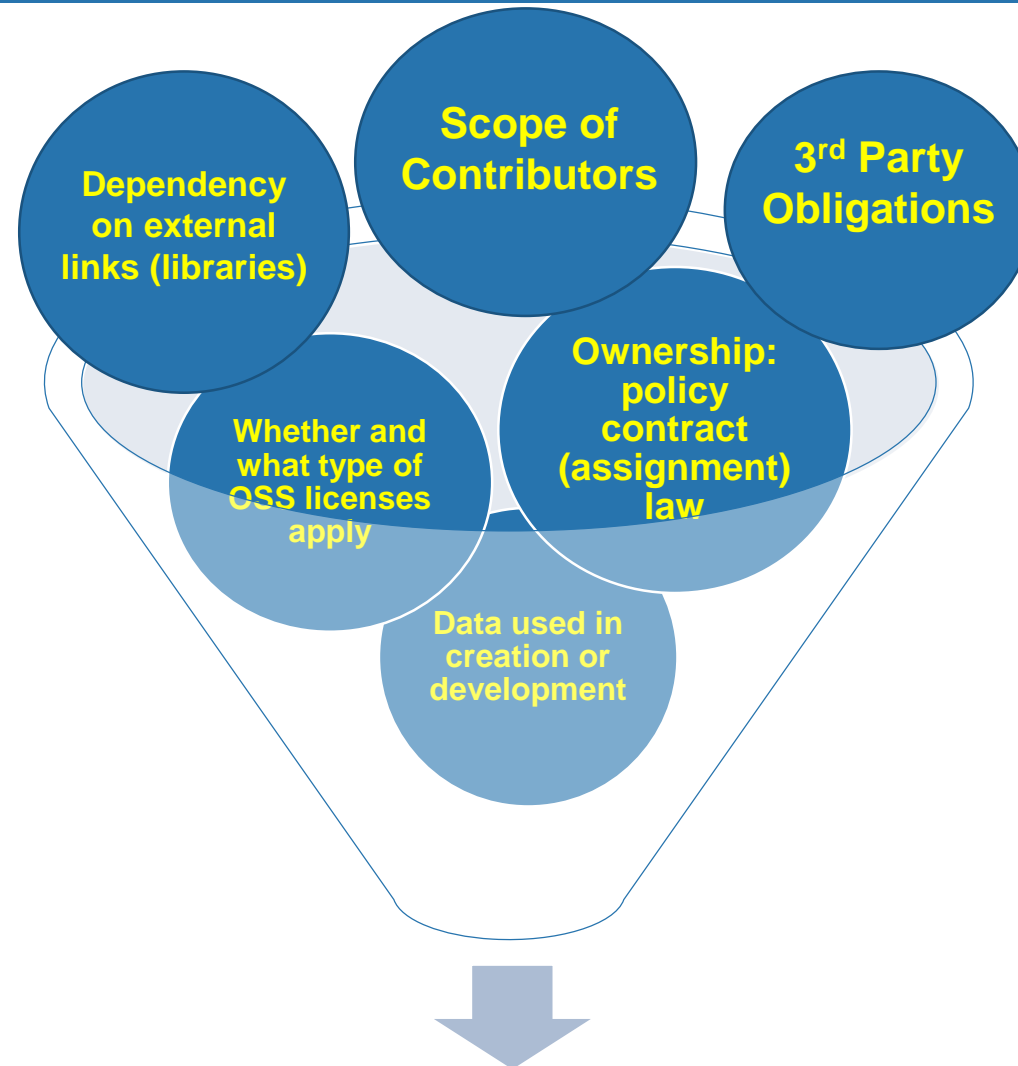 Scope of
Contributors
3rd Party
Obligations
Dependency
on external
links (libraries)
Ownership:
policy
contract
(assignment)
law
Whether and
what type of
OSS licenses
apply
Data used in
creation or
development